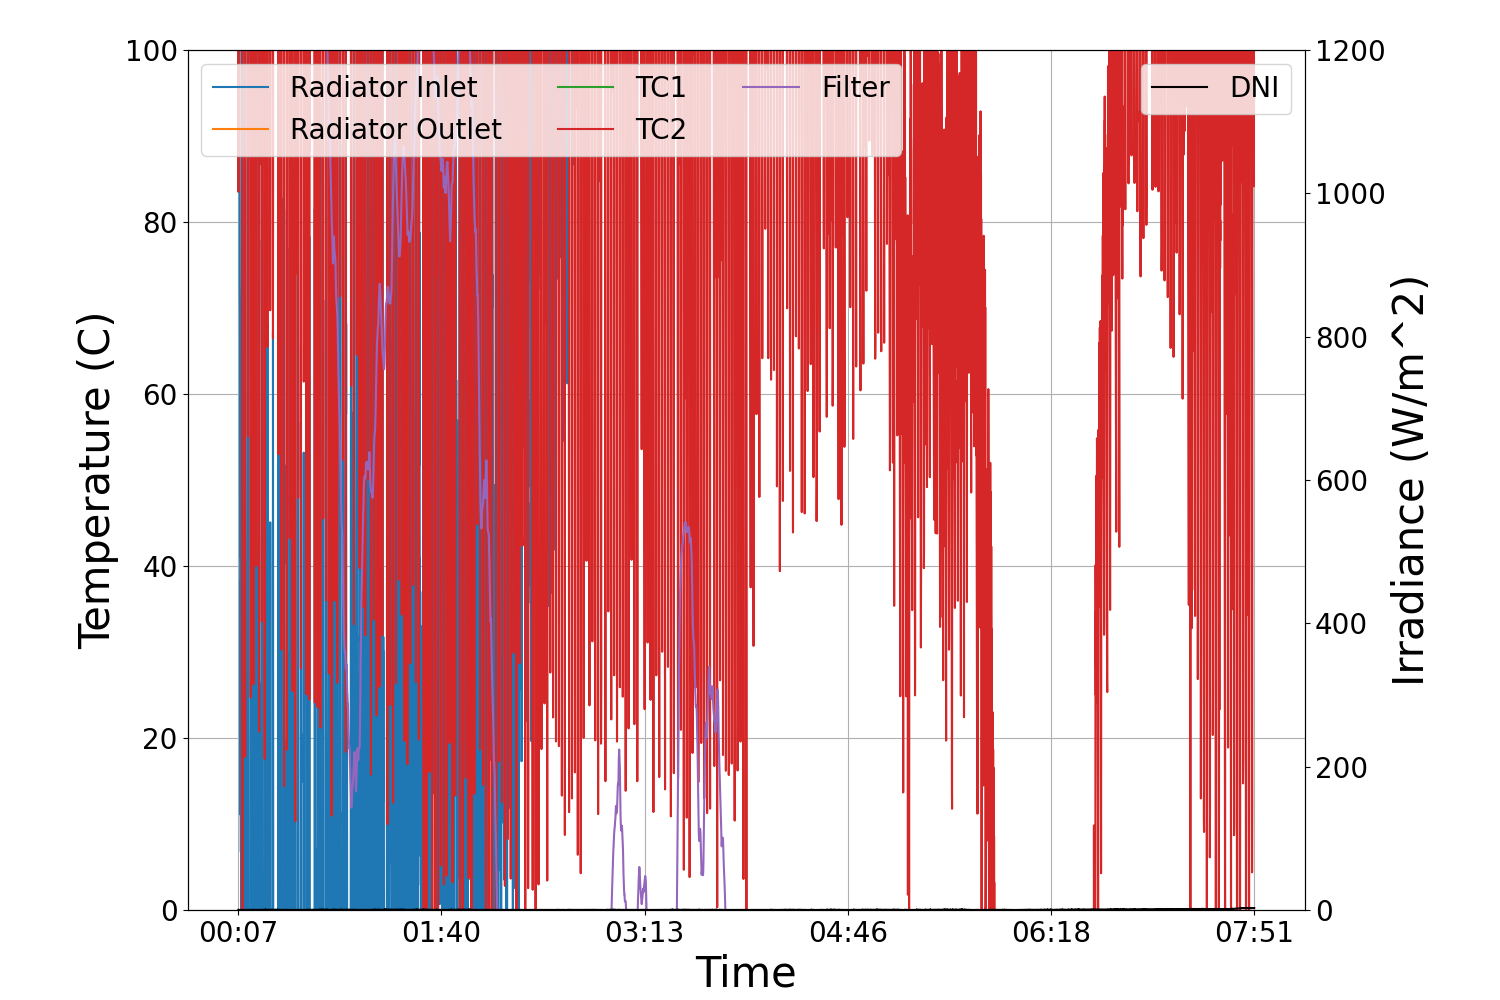 Radiator Inlet
Radiator Outlet
TC1
TC2
Filter
DNI
100
80
60
40
20
0
Temperature (C)
1200
1000
800
600
400
200
0
Irradiance (W/m^2)
00:07 01:40 03:13 04:46 06:18 07:51
Time